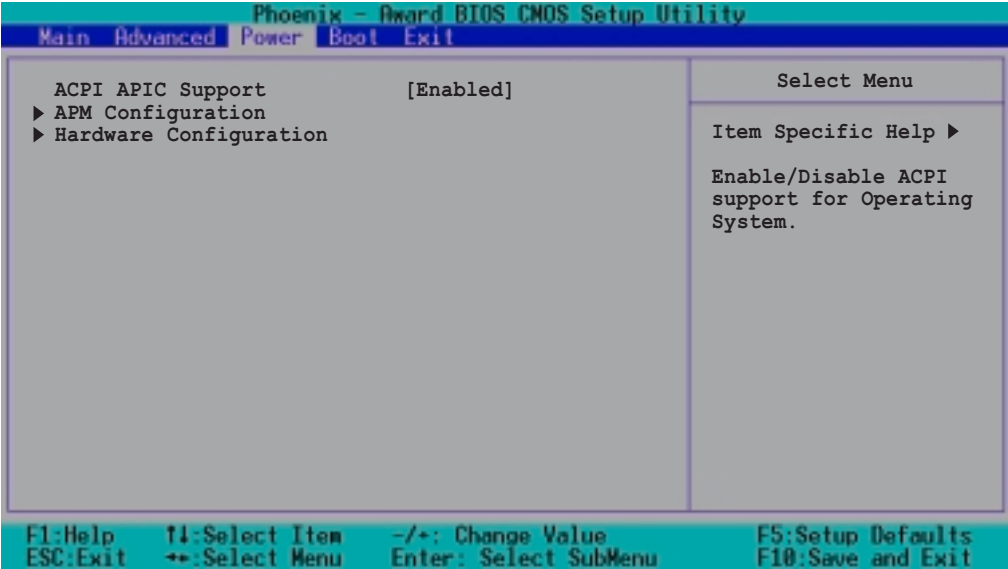 Phoenix - Award BIOS CMOS Setup Utility
Main Advanced Power Boot Exit
ACPI APIC Support [Enabled]
▶ APM Configuration
▶ Hardware Configuration
Select Menu
Item Specific Help ▶
Enable/Disable ACPI
support for Operating
System.
F1:Help ↑↓:Select Item -/+: Change Value F5:Setup Defaults
ESC:Exit ←→:Select Menu Enter: Select SubMenu F10:Save and Exit